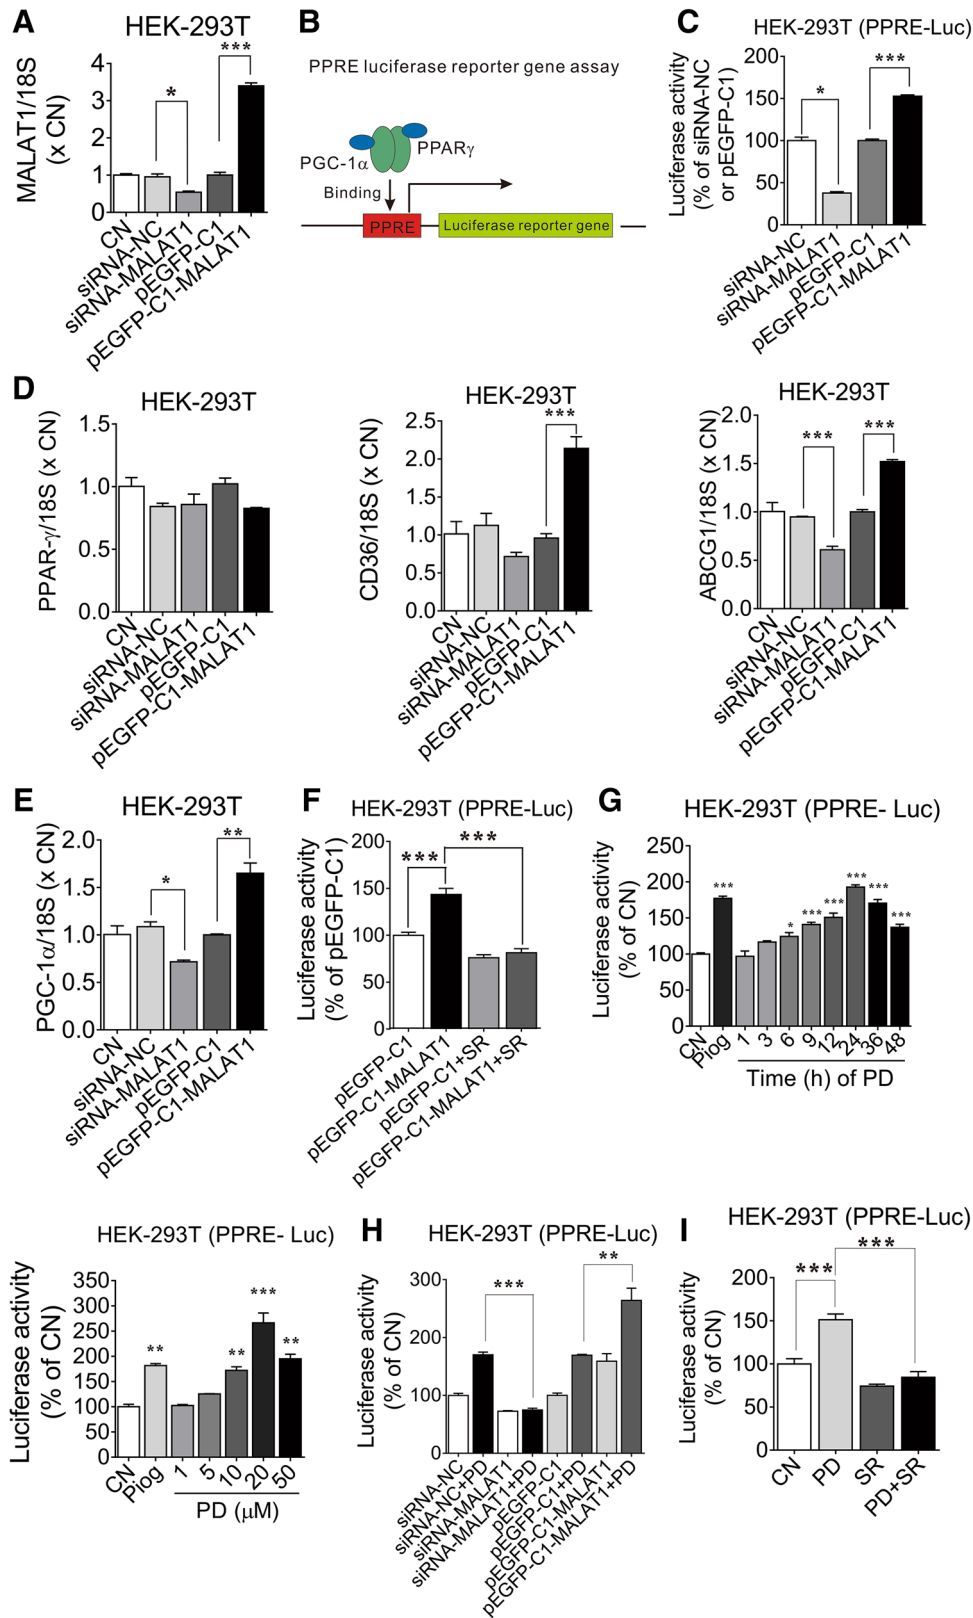 A
HEK-293T
MALAT1/18S
(x CN)
4
3
2
1
0
*
***
CN
siRNA-NC
siRNA-MALAT1
pEGFP-C1
pEGFP-C1-MALAT1
B
PPRE luciferase reporter gene assay
PGC-1α
PPARγ
Binding
PPRE
Luciferase reporter gene
C
HEK-293T (PPRE-Luc)
Luciferase activity
(% of siRNA-NC
or pEGFP-C1)
200
150
100
50
0
*
***
siRNA-NC
siRNA-MALAT1
pEGFP-C1
pEGFP-C1-MALAT1
D
HEK-293T
PPAR-γ/18S (x CN)
1.5
1.0
0.5
0.0
CN
siRNA-NC
siRNA-MALAT1
pEGFP-C1
pEGFP-C1-MALAT1
HEK-293T
CD36/18S (x CN)
2.5
2.0
1.5
1.0
0.5
0.0
***
CN
siRNA-NC
siRNA-MALAT1
pEGFP-C1
pEGFP-C1-MALAT1
HEK-293T
ABCG1/18S (x CN)
2.0
1.5
1.0
0.5
0.0
***
***
CN
siRNA-NC
siRNA-MALAT1
pEGFP-C1
pEGFP-C1-MALAT1
E
HEK-293T
PGC-1α/18S (x CN)
2.0
1.5
1.0
0.5
0.0
*
**
CN
siRNA-NC
siRNA-MALAT1
pEGFP-C1
pEGFP-C1-MALAT1
F
HEK-293T (PPRE-Luc)
Luciferase activity
(% of pEGFP-C1)
200
150
100
50
0
***
***
pEGFP-C1
pEGFP-C1-MALAT1
pEGFP-C1+SR
pEGFP-C1-MALAT1+SR
G
HEK-293T (PPRE- Luc)
Luciferase activity
(% of CN)
250
200
150
100
50
0
***
*
***
***
***
***
***
CN
Piog
1
3
6
9
12
24
36
48
Time (h) of PD
HEK-293T (PPRE- Luc)
Luciferase activity
(% of CN)
350
300
250
200
150
100
50
0
**
**
***
**
CN
Piog
1
5
10
20
50
PD (μM)
H
HEK-293T (PPRE-Luc)
Luciferase activity
(% of CN)
300
200
100
0
***
**
siRNA-NC
siRNA-NC+PD
siRNA-MALAT1
siRNA-MALAT1+PD
pEGFP-C1
pEGFP-C1+PD
pEGFP-C1-MALAT1
pEGFP-C1-MALAT1+PD
I
HEK-293T (PPRE-Luc)
Luciferase activity
(% of CN)
200
150
100
50
0
***
***
CN
PD
SR
PD+SR